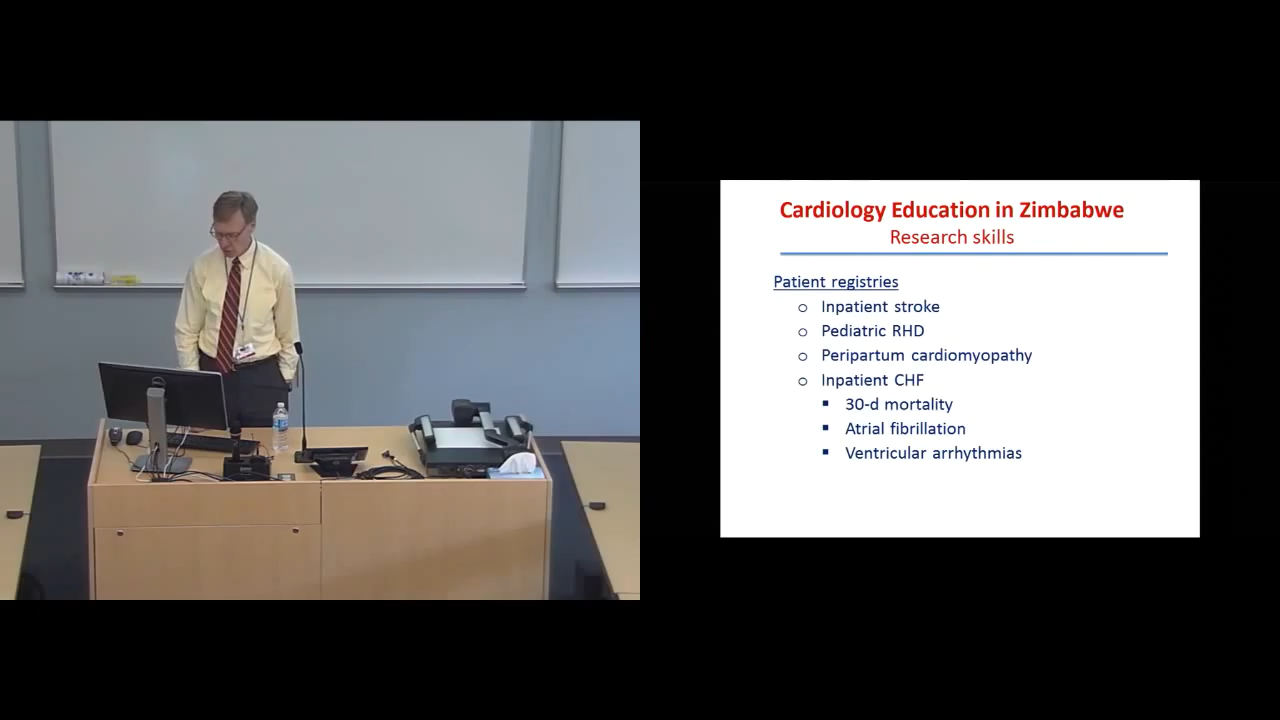 Cardiology Education in Zimbabwe
Research skills
Patient registries
o Inpatient stroke
o Pediatric RHD
o Peripartum cardiomyopathy
o Inpatient CHF
▪ 30-d mortality
▪ Atrial fibrillation
▪ Ventricular arrhythmias